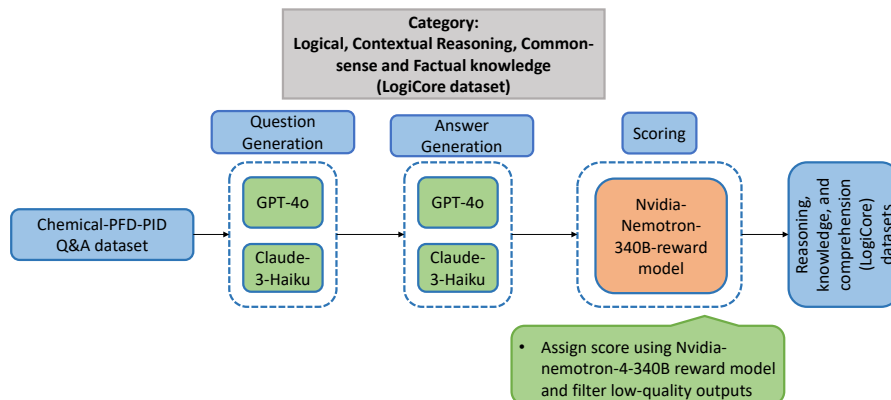 Category:
Logical, Contextual Reasoning, Common-
sense and Factual knowledge
(LogiCore dataset)
Question
Generation
Answer
Generation
Scoring
Chemical-PFD-PID
Q&A dataset
GPT-4o
Claude-
3-Haiku
GPT-4o
Claude-
3-Haiku
Nvidia-
Nemotron-
340B-reward
model
Reasoning,
knowledge, and
comprehension
(LogiCore)
datasets
• Assign score using Nvidia-
nemotron-4-340B reward model
and filter low-quality outputs